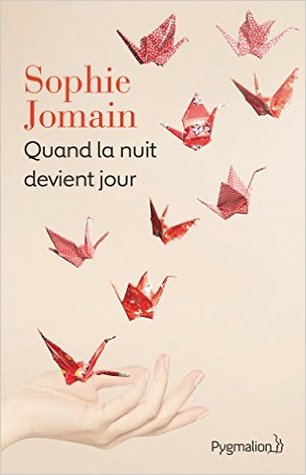 Sophie
Jomain
Quand la nuit
devient jour
Pygmalion